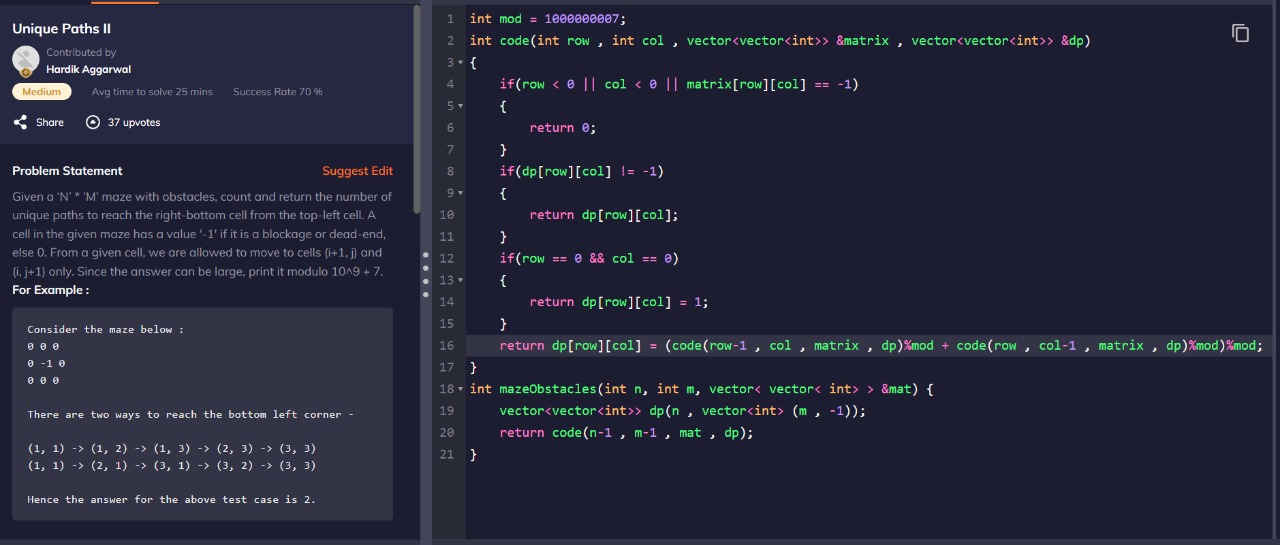 Unique Paths II
Contributed by
Hardik Aggarwal
Medium Avg time to solve 25 mins Success Rate 70 %
Share 37 upvotes
Problem Statement Suggest Edit
Given a ‘N’ * ’M’ maze with obstacles, count and return the number of
unique paths to reach the right-bottom cell from the top-left cell. A
cell in the given maze has a value '-1' if it is a blockage or dead-end,
else 0. From a given cell, we are allowed to move to cells (i+1, j) and
(i, j+1) only. Since the answer can be large, print it modulo 10^9 + 7.
For Example :
Consider the maze below :
0 0 0
0 -1 0
0 0 0
There are two ways to reach the bottom left corner -
(1, 1) -> (1, 2) -> (1, 3) -> (2, 3) -> (3, 3)
(1, 1) -> (2, 1) -> (3, 1) -> (3, 2) -> (3, 3)
Hence the answer for the above test case is 2.
1 int mod = 1000000007;
2 int code(int row , int col , vector<vector<int>> &matrix , vector<vector<int>> &dp)
3 {
4 if(row < 0 || col < 0 || matrix[row][col] == -1)
5 {
6 return 0;
7 }
8 if(dp[row][col] != -1)
9 {
10 return dp[row][col];
11 }
12 if(row == 0 && col == 0)
13 {
14 return dp[row][col] = 1;
15 }
16 return dp[row][col] = (code(row-1 , col , matrix , dp)%mod + code(row , col-1 , matrix , dp)%mod)%mod;
17 }
18 int mazeObstacles(int n, int m, vector< vector< int> > &mat) {
19 vector<vector<int>> dp(n , vector<int> (m , -1));
20 return code(n-1 , m-1 , mat , dp);
21 }